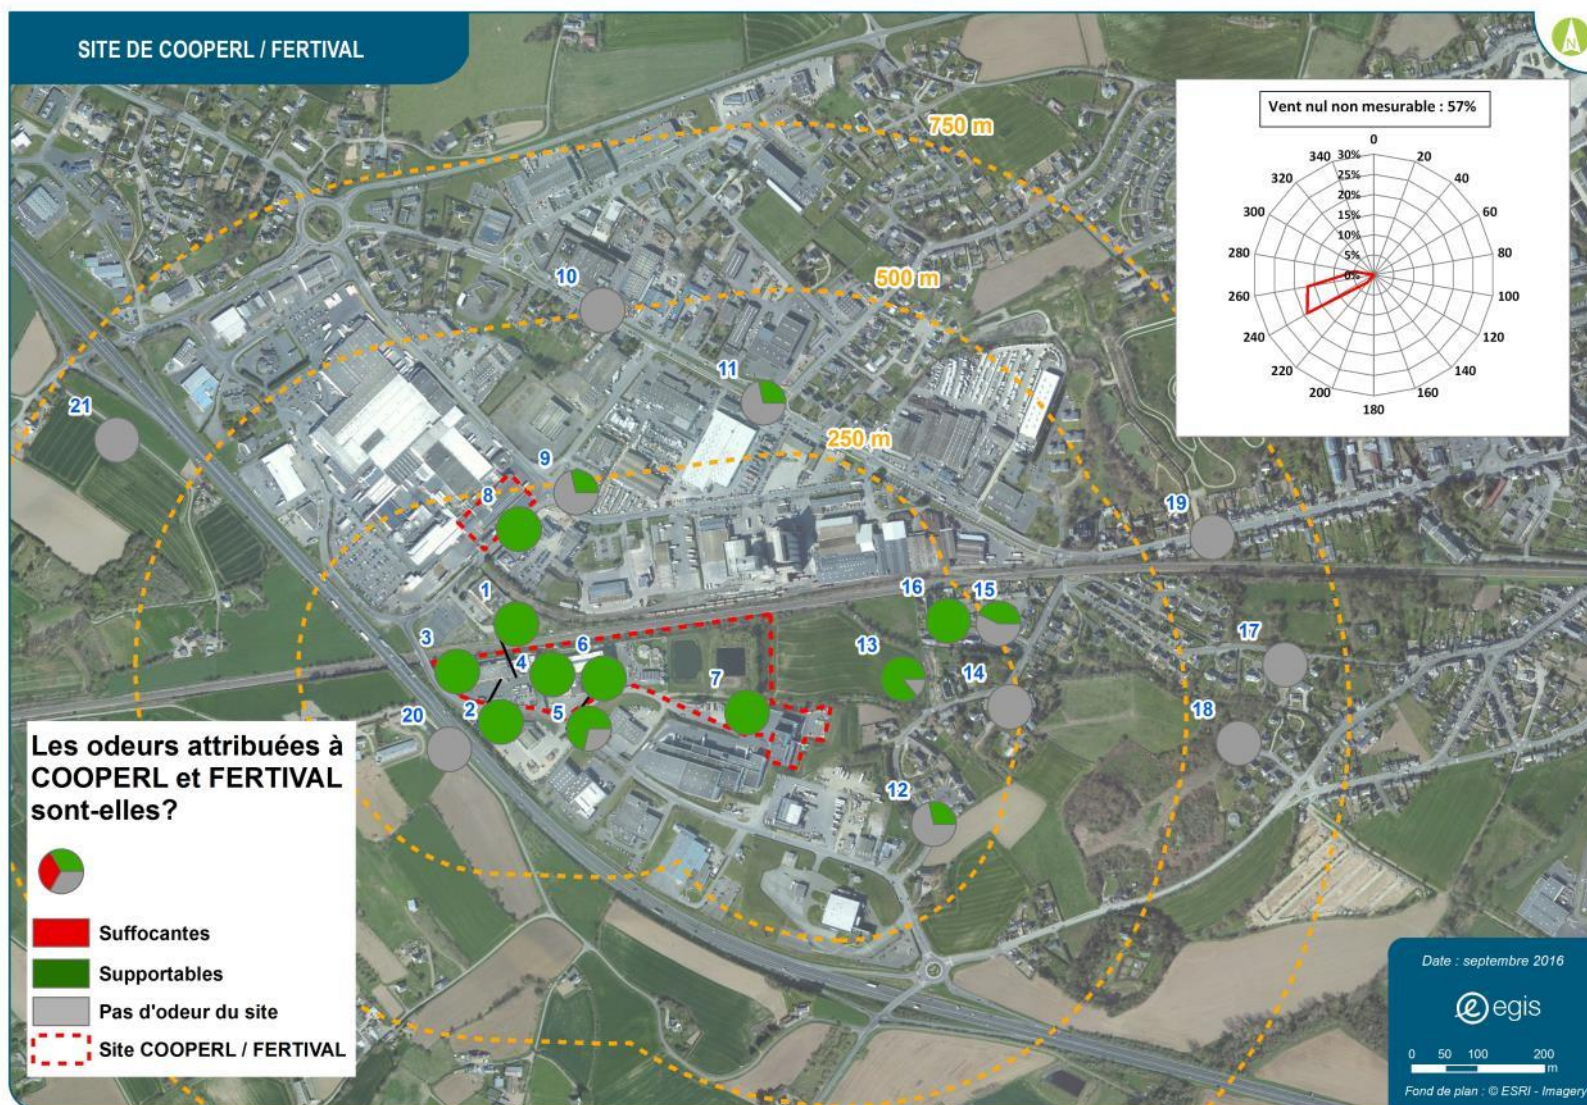 SITE DE COOPERL / FERTIVAL
N
Vent nul non mesurable : 57%
0
340
20
320
40
300
60
280
80
260
100
240
120
220
140
200
160
180
30%
25%
20%
15%
10%
5%
0%
750 m
500 m
250 m
10
11
21
9
8
19
1
16
15
3
6
4
13
17
7
14
2
5
20
18
12
Les odeurs attribuées à
COOPERL et FERTIVAL
sont-elles?
Suffocantes
Supportables
Pas d'odeur du site
Site COOPERL / FERTIVAL
Date : septembre 2016
egis
0 50 100 200
m
Fond de plan : © ESRI - Imagery